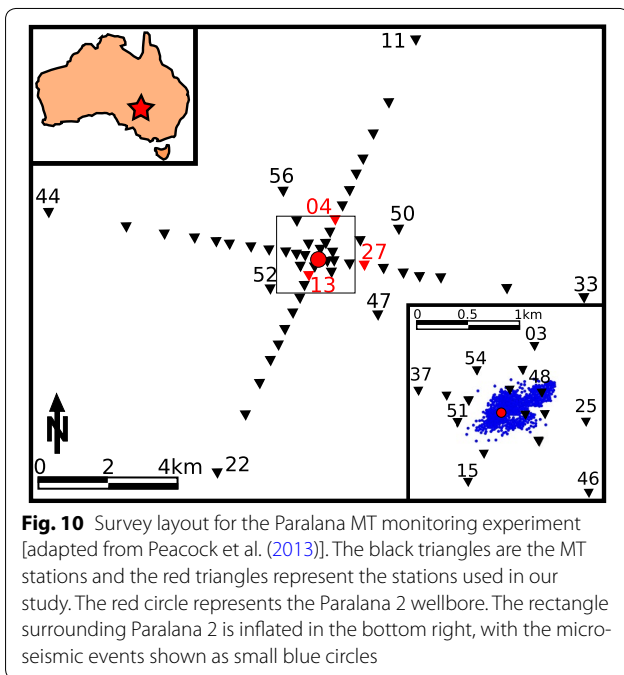 11
56
44
04
50
27
52
13
47
33
0 0.5 1km
03
54
37
48
51
25
15
46
N
22
0 2 4km
Fig. 10 Survey layout for the Paralana MT monitoring experiment
[adapted from Peacock et al. (2013)]. The black triangles are the MT
stations and the red triangles represent the stations used in our
study. The red circle represents the Paralana 2 wellbore. The rectangle
surrounding Paralana 2 is inflated in the bottom right, with the micro-
seismic events shown as small blue circles